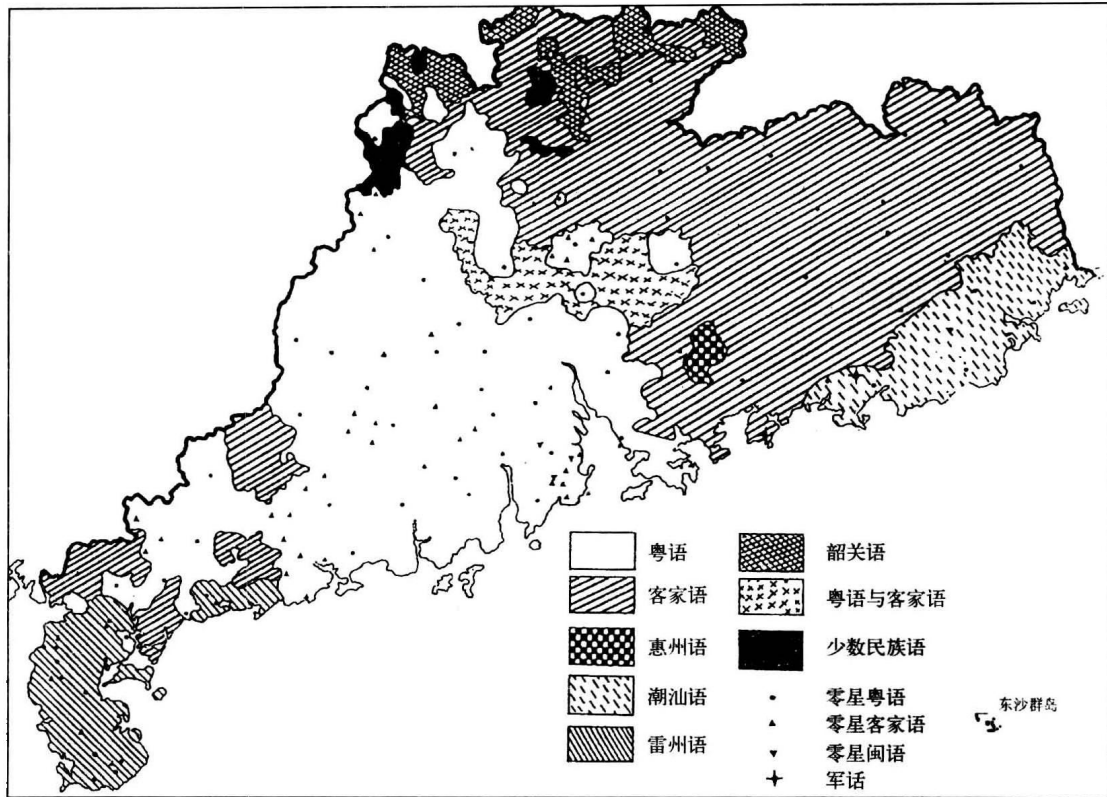 粤语
韶关语
客家语
粤语与客家语
惠州语
少数民族语
潮汕语
零星粤语
东沙群岛
零星客家语
雷州语
零星闽语
军话